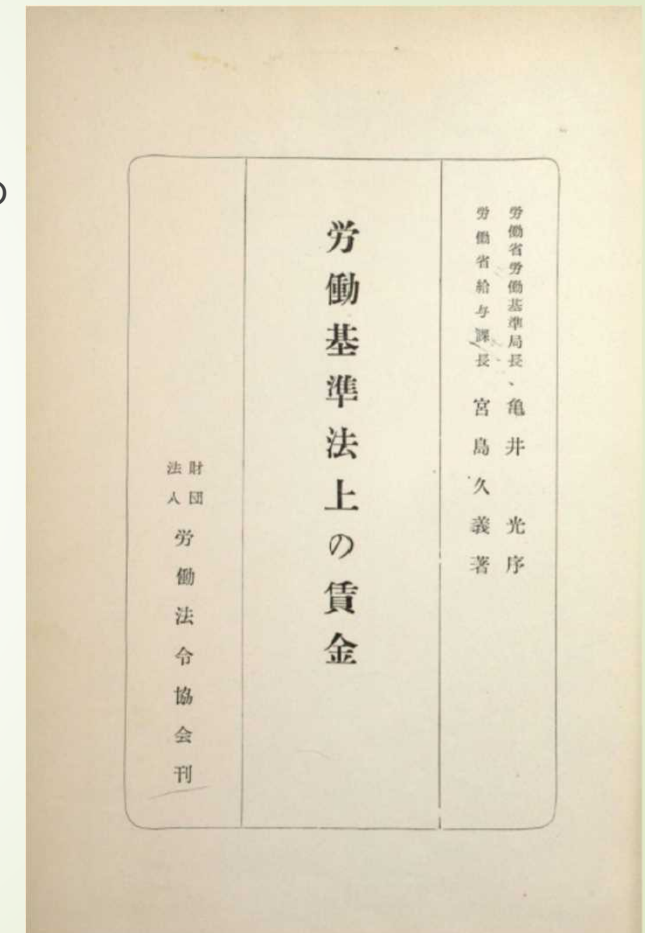 の
労働省労働基準局長、亀井　光序
労働省給与課長　宮島久義著
労働基準法上の賃金
財団法人　労働法令協会刊